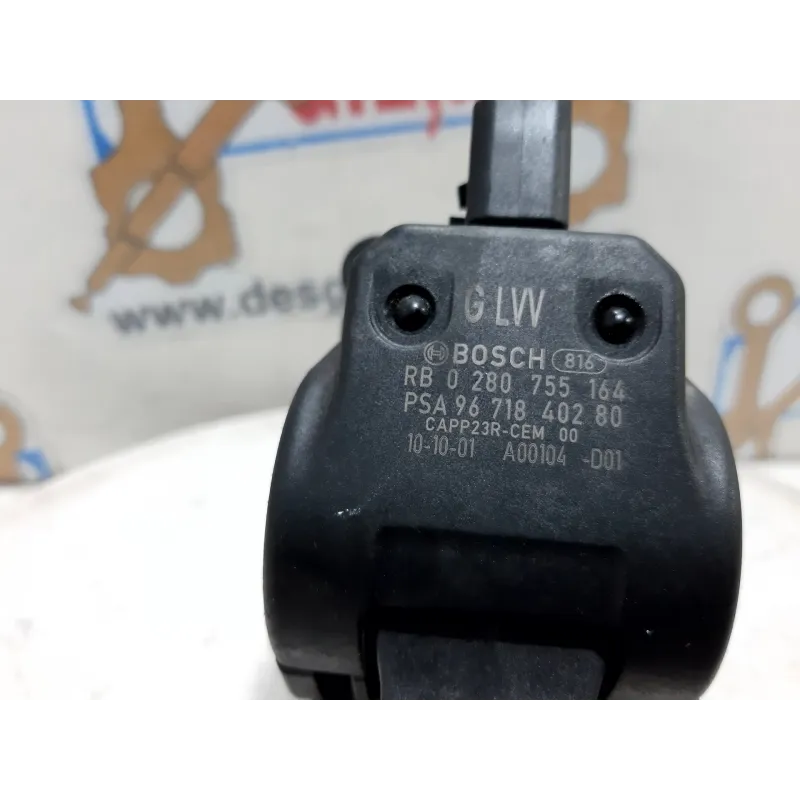 www.desg
G LVV
BOSCH 816
RB 0 280 755 164
PSA 96 718 402 80
CAPP23R-CEM 00
10-10-01 A00104 -D01